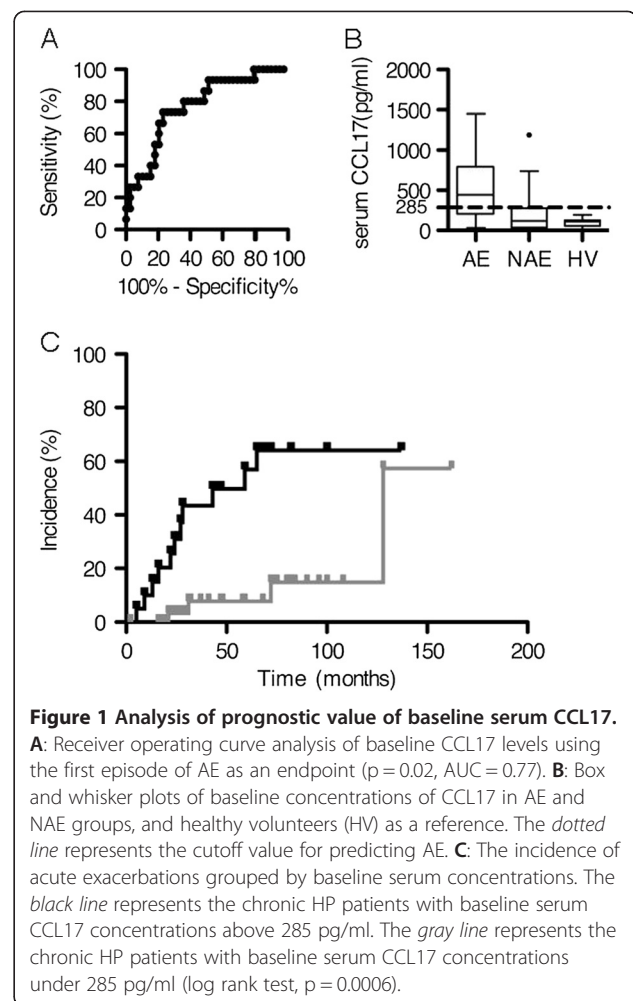 A
B
Sensitivity (%)
100
80
60
40
20
0
0 20 40 60 80 100
100% - Specificity%
serum CCL17(pg/ml)
2000
1500
1000
500
285
0
AE NAE HV
C
Incidence (%)
100
80
60
40
20
0
0 50 100 150 200
Time (months)
Figure 1 Analysis of prognostic value of baseline serum CCL17.
A: Receiver operating curve analysis of baseline CCL17 levels using
the first episode of AE as an endpoint (p = 0.02, AUC = 0.77). B: Box
and whisker plots of baseline concentrations of CCL17 in AE and
NAE groups, and healthy volunteers (HV) as a reference. The dotted
line represents the cutoff value for predicting AE. C: The incidence of
acute exacerbations grouped by baseline serum concentrations. The
black line represents the chronic HP patients with baseline serum
CCL17 concentrations above 285 pg/ml. The gray line represents the
chronic HP patients with baseline serum CCL17 concentrations
under 285 pg/ml (log rank test, p = 0.0006).